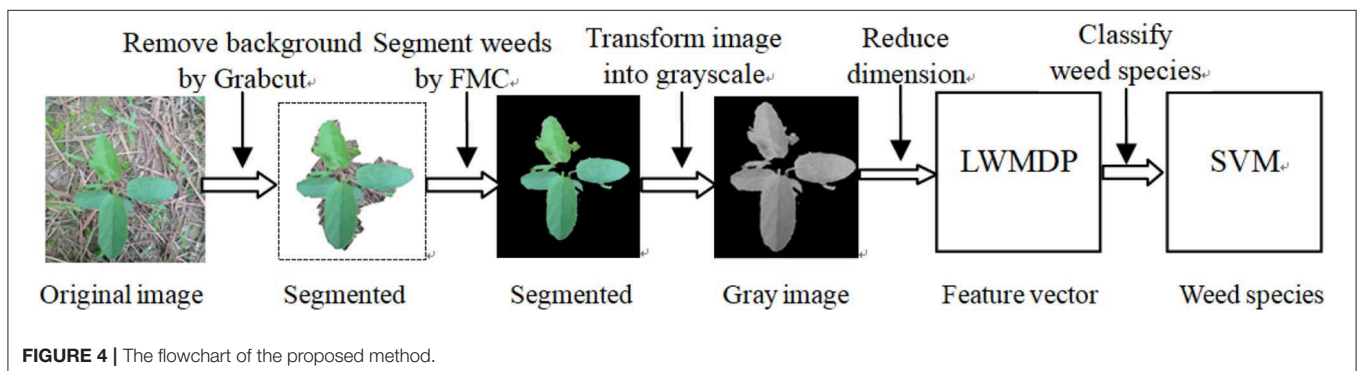 Remove background
by Grabcut
Segment weeds
by FMC
Transform image
into grayscale
Reduce
dimension
Classify
weed species
LWMDP
SVM
Original image
Segmented
Segmented
Gray image
Feature vector
Weed species
FIGURE 4 | The flowchart of the proposed method.